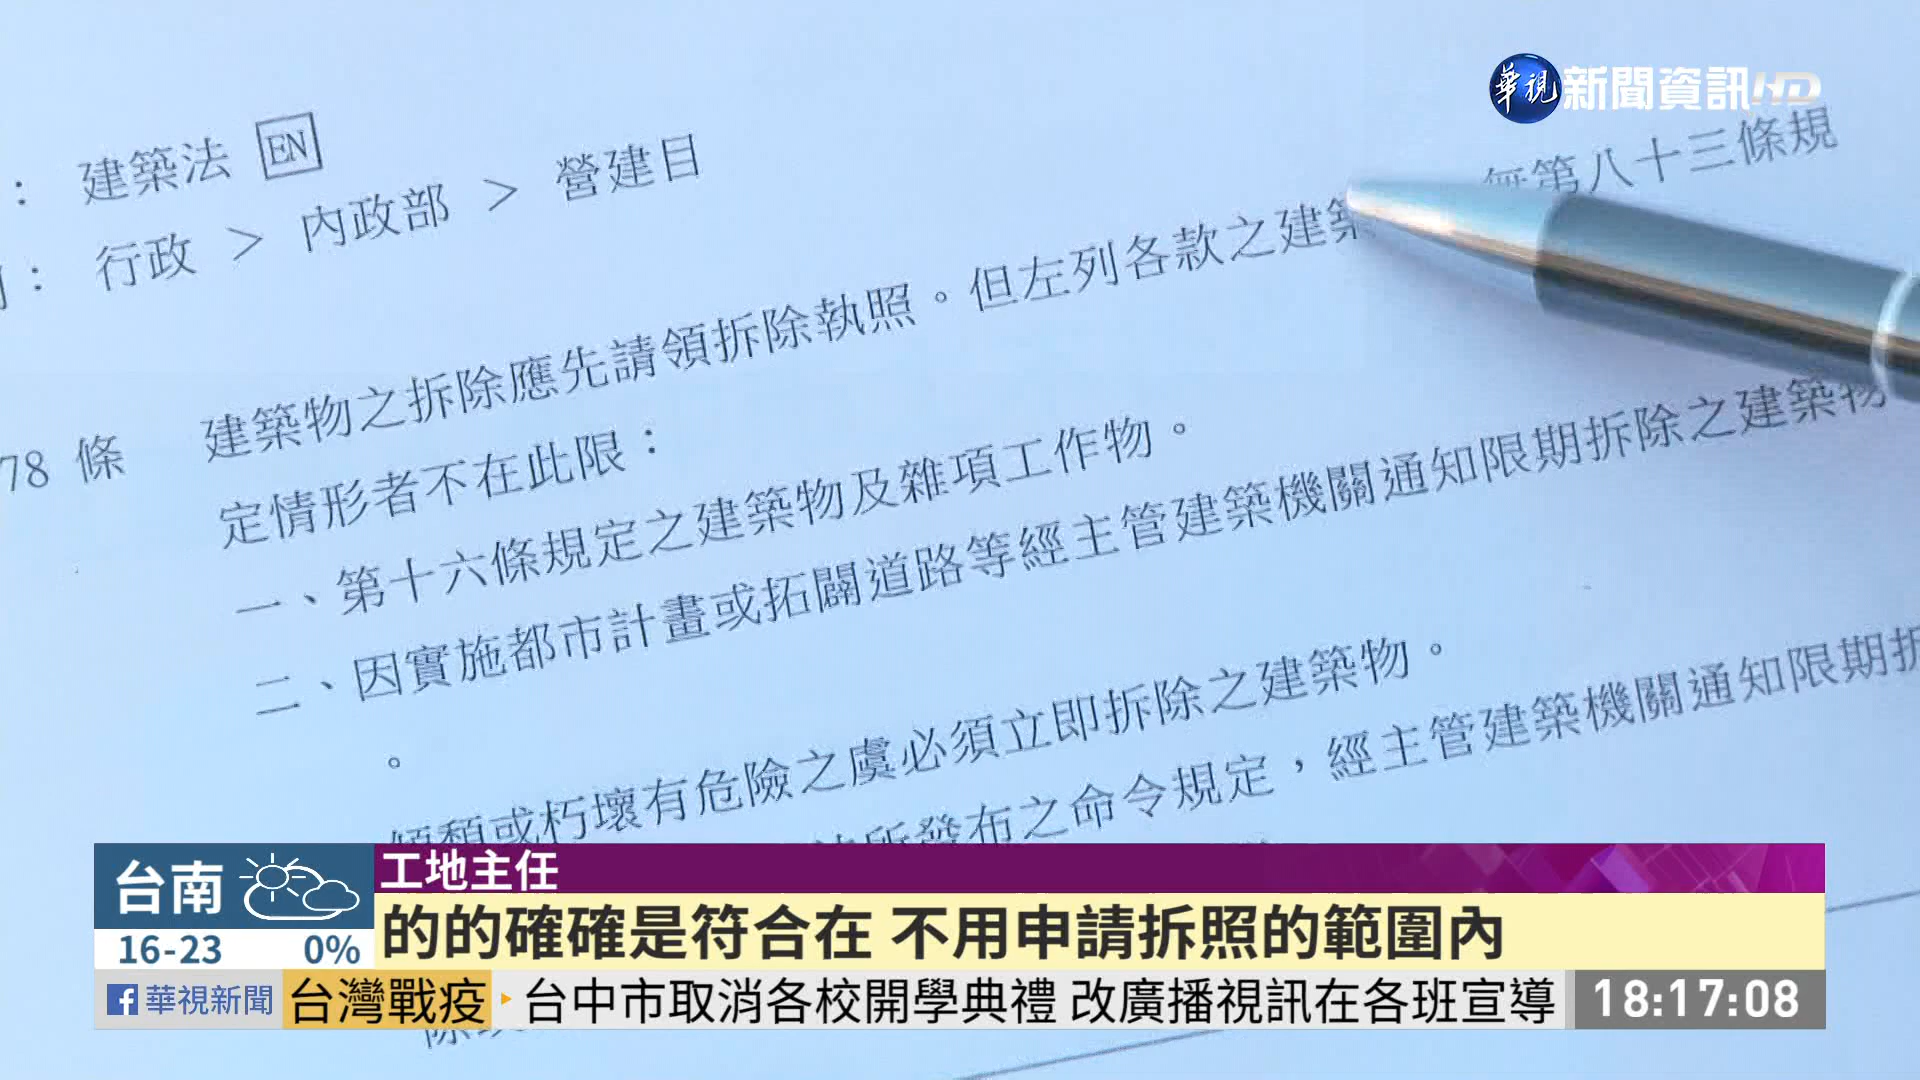 華視新聞資訊HD
：建築法 EN
：行政 > 內政部 > 營建目
78 條 建築物之拆除應先請領拆除執照。但左列各款之建築 無第八十三條規
定情形者不在此限：
一、第十六條規定之建築物及雜項工作物。
二、因實施都市計畫或拓闢道路等經主管建築機關通知限期拆除之建築物
。
傾頹或朽壞有危險之虞必須立即拆除之建築物。
所發布之命令規定，經主管建築機關通知限期拆
台南
16-23 0%
工地主任
的的確確是符合在 不用申請拆照的範圍內
華視新聞
台灣戰疫
台中市取消各校開學典禮 改廣播視訊在各班宣導
18:17:08